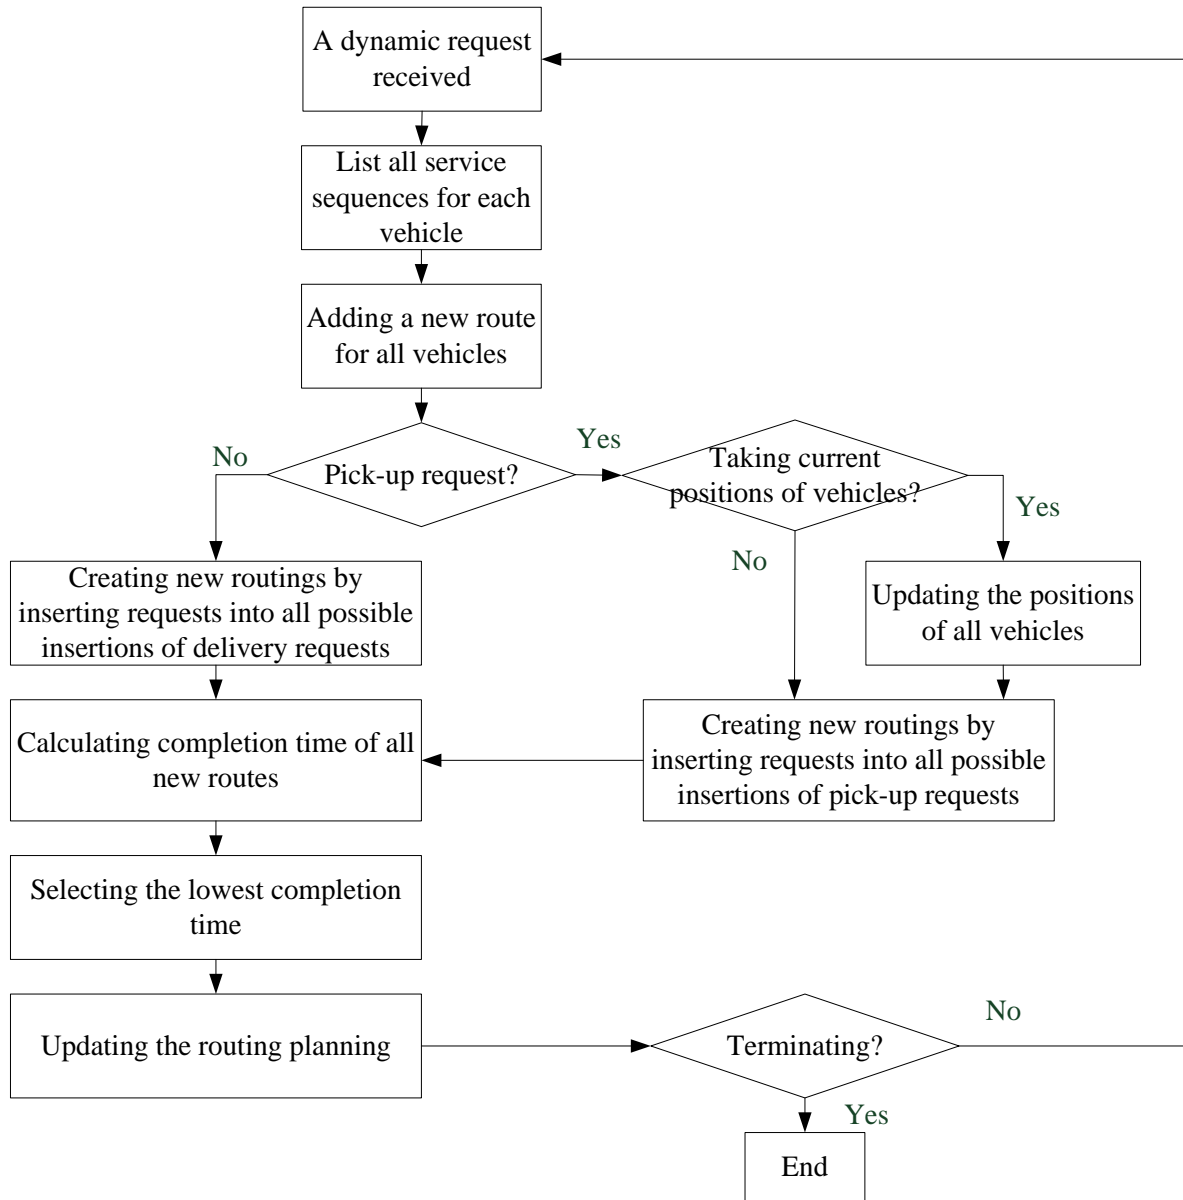 A dynamic request
received
List all service
sequences for each
vehicle
Adding a new route
for all vehicles
No
Pick-up request?
Yes
Taking current
positions of vehicles?
Yes
No
Creating new routings by
inserting requests into all possible
insertions of delivery requests
Updating the positions
of all vehicles
Calculating completion time of all
new routes
Creating new routings by
inserting requests into all possible
insertions of pick-up requests
Selecting the lowest completion
time
Updating the routing planning
Terminating?
No
Yes
End